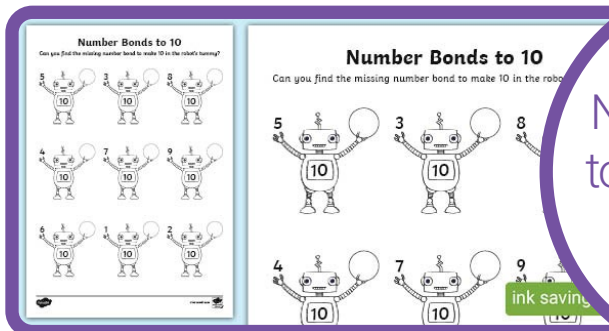 Number Bonds to 10
Can you find the missing number bond to make 10 in the robot's tummy?
5 3 8
10 10 10
4 7 9
10 10 10
6 1 2
10 10 10
Number Bonds to 10
Can you find the missing number bond to make 10 in the robo
5 3 8
10 10
4 7 9
10 10 10
ink saving
N
to